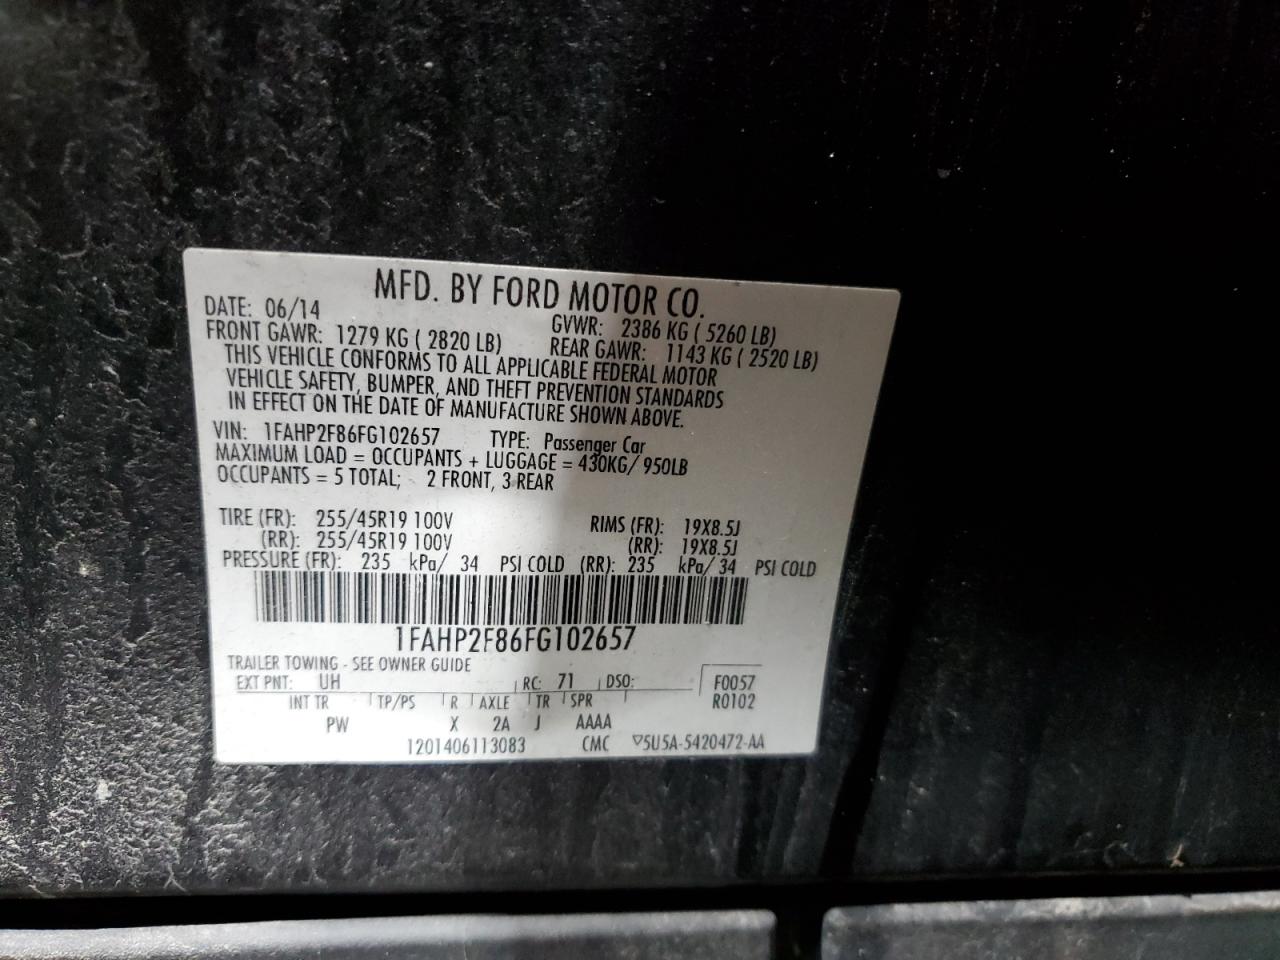 MFD. BY FORD MOTOR CO.
DATE: 06/14 GVWR: 2386 KG ( 5260 LB)
FRONT GAWR: 1279 KG ( 2820 LB) REAR GAWR: 1143 KG ( 2520 LB)
THIS VEHICLE CONFORMS TO ALL APPLICABLE FEDERAL MOTOR
VEHICLE SAFETY, BUMPER, AND THEFT PREVENTION STANDARDS
IN EFFECT ON THE DATE OF MANUFACTURE SHOWN ABOVE.
VIN: 1FAHP2F86FG102657 TYPE: Passenger Car
MAXIMUM LOAD = OCCUPANTS + LUGGAGE = 430KG/ 950LB
OCCUPANTS = 5 TOTAL; 2 FRONT, 3 REAR
TIRE (FR): 255/45R19 100V RIMS (FR): 19X8.5J
(RR): 255/45R19 100V (RR): 19X8.5J
PRESSURE (FR): 235 kPa/ 34 PSI COLD (RR): 235 kPa/ 34 PSI COLD
1FAHP2F86FG102657
TRAILER TOWING - SEE OWNER GUIDE
EXT PNT: UH RC: 71 DSO: F0057
INT TR TP/PS R AXLE TR SPR R0102
PW X 2A J AAAA
1201406113083 CMC ▽5U5A-5420472-AA